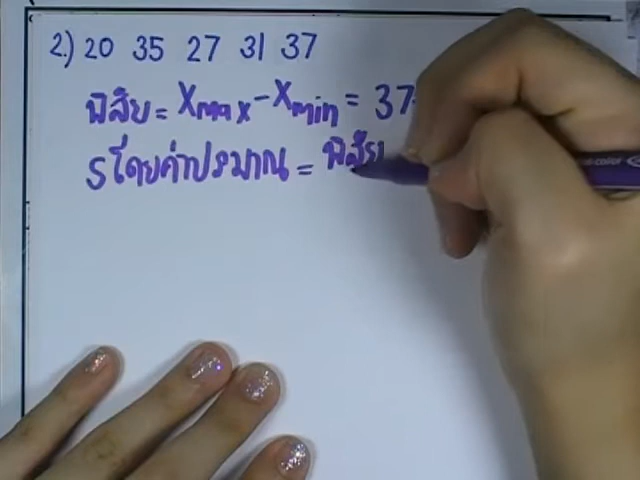 2.) 20 35 27 31 37
พิสัย = Xmax - Xmin = 37
S โดยค่าประมาณ = พิสัย